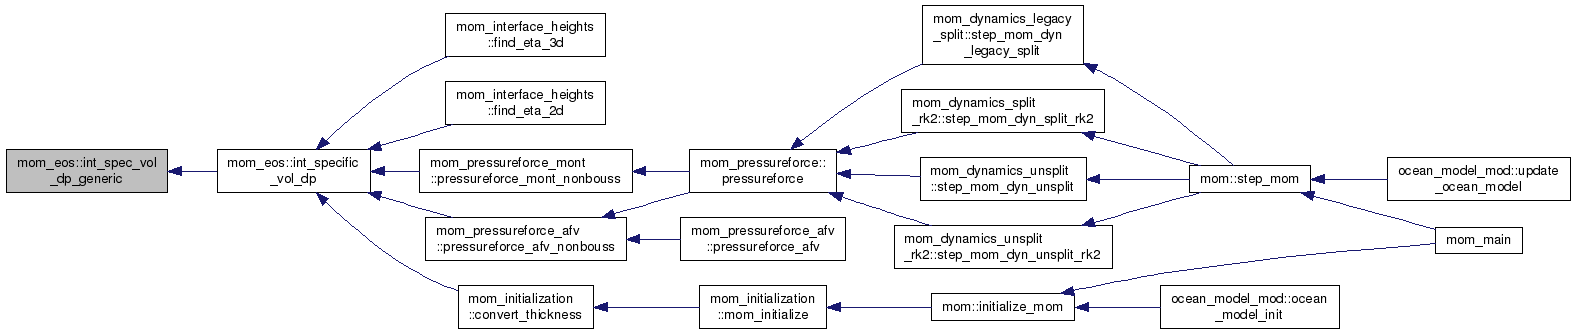 mom_eos::int_spec_vol
_dp_generic
mom_eos::int_specific
_vol_dp
mom_interface_heights
::find_eta_3d
mom_interface_heights
::find_eta_2d
mom_pressureforce_mont
::pressureforce_mont_nonbouss
mom_pressureforce_afv
::pressureforce_afv_nonbouss
mom_initialization
::convert_thickness
mom_pressureforce::
pressureforce
mom_pressureforce_afv
::pressureforce_afv
mom_initialization
::mom_initialize
mom_dynamics_legacy
_split::step_mom_dyn
_legacy_split
mom_dynamics_split
_rk2::step_mom_dyn_split_rk2
mom_dynamics_unsplit
::step_mom_dyn_unsplit
mom_dynamics_unsplit
_rk2::step_mom_dyn_unsplit_rk2
mom::initialize_mom
mom::step_mom
ocean_model_mod::ocean
_model_init
ocean_model_mod::update
_ocean_model
mom_main